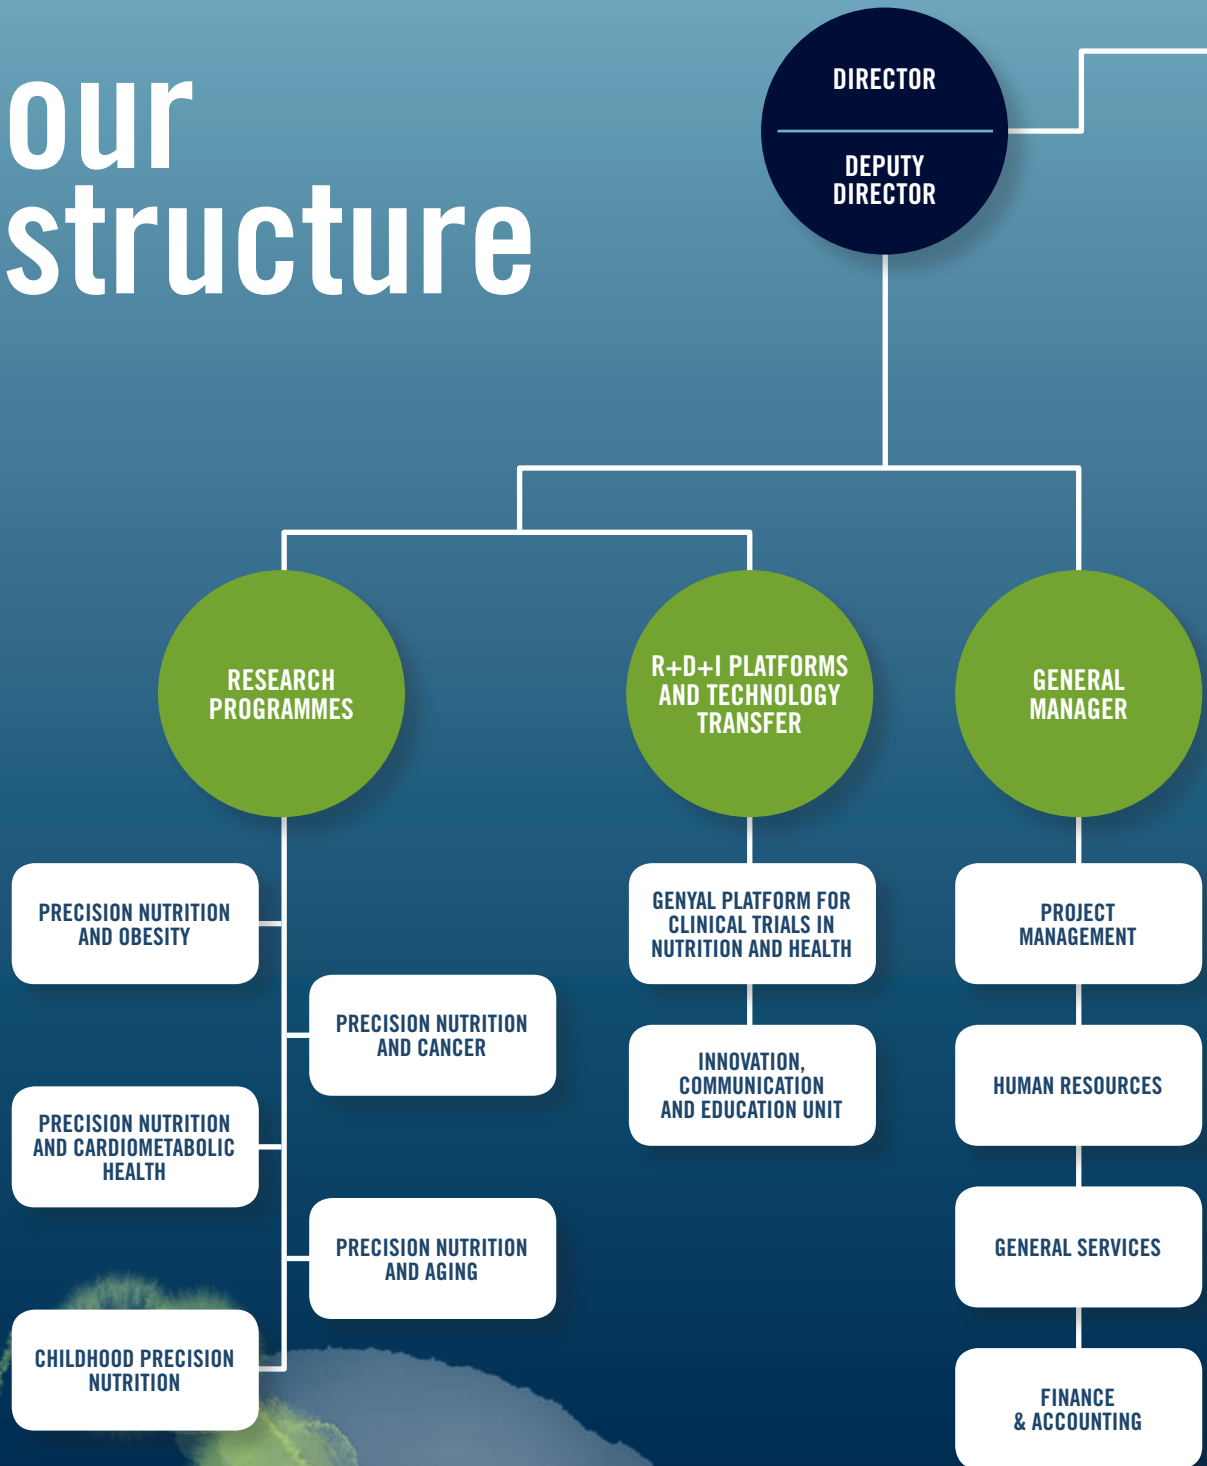 our
structure
DIRECTOR
DEPUTY
DIRECTOR
RESEARCH
PROGRAMMES
R+D+I PLATFORMS
AND TECHNOLOGY
TRANSFER
GENERAL
MANAGER
PRECISION NUTRITION
AND OBESITY
PRECISION NUTRITION
AND CANCER
PRECISION NUTRITION
AND CARDIOMETABOLIC
HEALTH
PRECISION NUTRITION
AND AGING
CHILDHOOD PRECISION
NUTRITION
GENYAL PLATFORM FOR
CLINICAL TRIALS IN
NUTRITION AND HEALTH
INNOVATION,
COMMUNICATION
AND EDUCATION UNIT
PROJECT
MANAGEMENT
HUMAN RESOURCES
GENERAL SERVICES
FINANCE
& ACCOUNTING